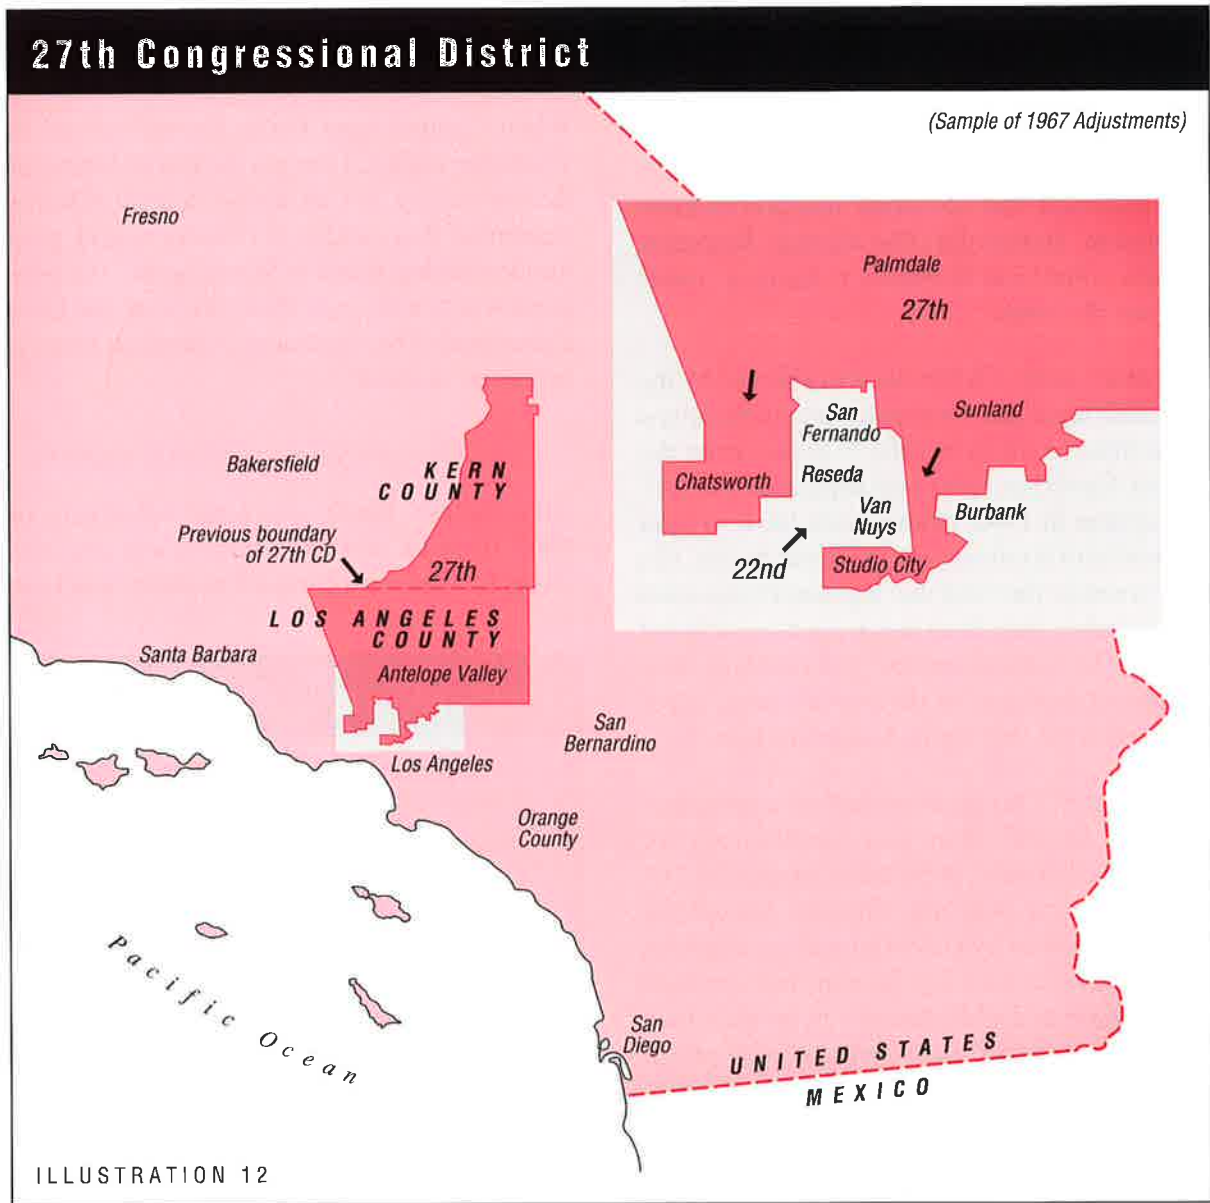 27th Congressional District
(Sample of 1967 Adjustments)
Fresno
Palmdale
27th
San
Fernando
Sunland
Chatsworth
Reseda
Van
Nuys
Burbank
22nd
Studio City
Bakersfield
KERN
COUNTY
Previous boundary
of 27th CD
27th
LOS ANGELES
COUNTY
Santa Barbara
Antelope Valley
San
Bernardino
Los Angeles
Orange
County
Pacific Ocean
San
Diego
UNITED STATES
MEXICO
ILLUSTRATION 12